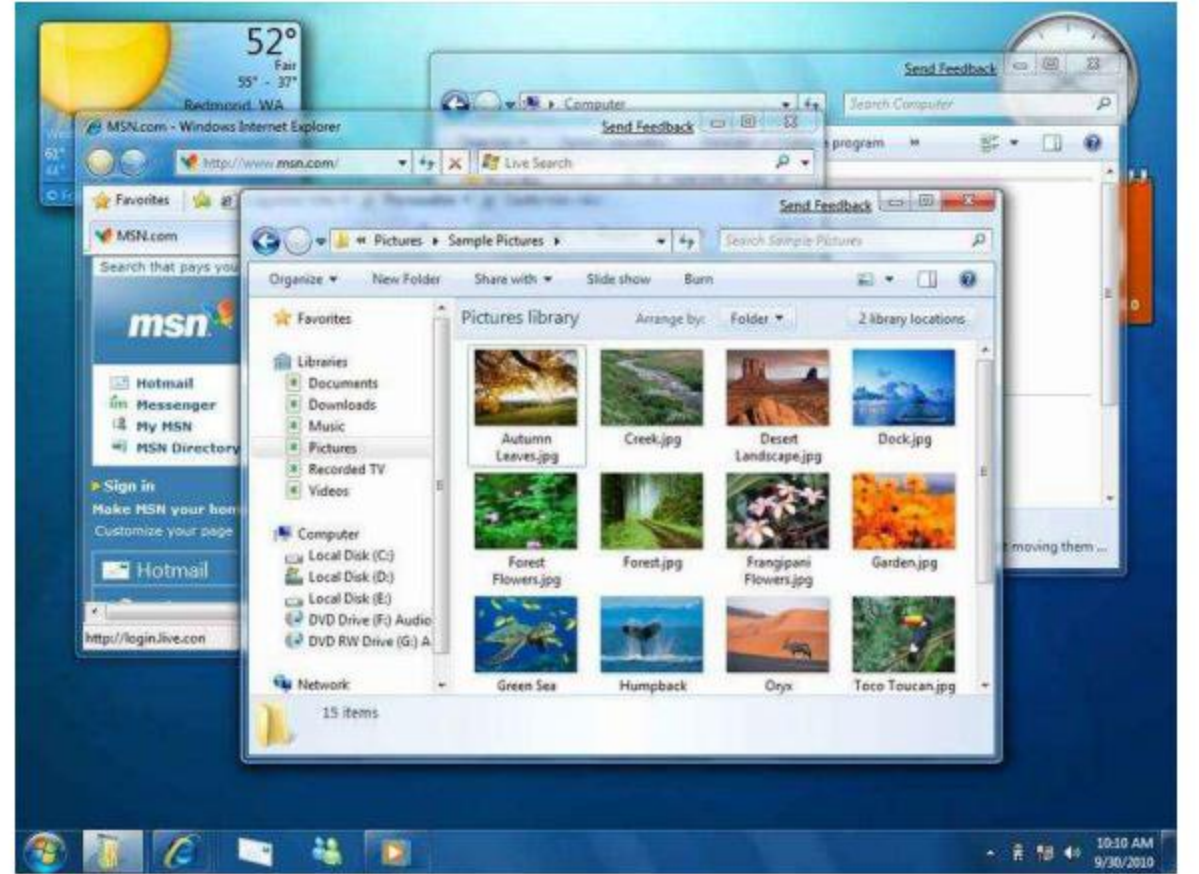 52°
Fair
55° - 37°
Redmond, WA
Send Feedback
Computer
Search Computer
program »
MSN.com - Windows Internet Explorer
Send Feedback
http://www.msn.com/
Live Search
Favorites
MSN.com
Search that pays you
msn
Hotmail
Messenger
My MSN
MSN Directory
Sign in
Make MSN your hom
Customize your page
Hotmail
http://login.live.con
Send Feedback
« Pictures Sample Pictures
Search Sample Pictures
Organize New Folder Share with Slide show Burn
Favorites
Libraries
Documents
Downloads
Music
Pictures
Recorded TV
Videos
Computer
Local Disk (C:)
Local Disk (D:)
Local Disk (E:)
DVD Drive (F:) Audio
DVD RW Drive (G:) A
Network
Pictures library
Arrange by: Folder
2 library locations
Autumn
Leaves.jpg
Creek.jpg
Desert
Landscape.jpg
Dock.jpg
Forest
Flowers.jpg
Forest.jpg
Frangipani
Flowers.jpg
Garden.jpg
Green Sea
Humpback
Oryx
Toco Toucan.jpg
15 items
moving them ...
10:10 AM
9/30/2010